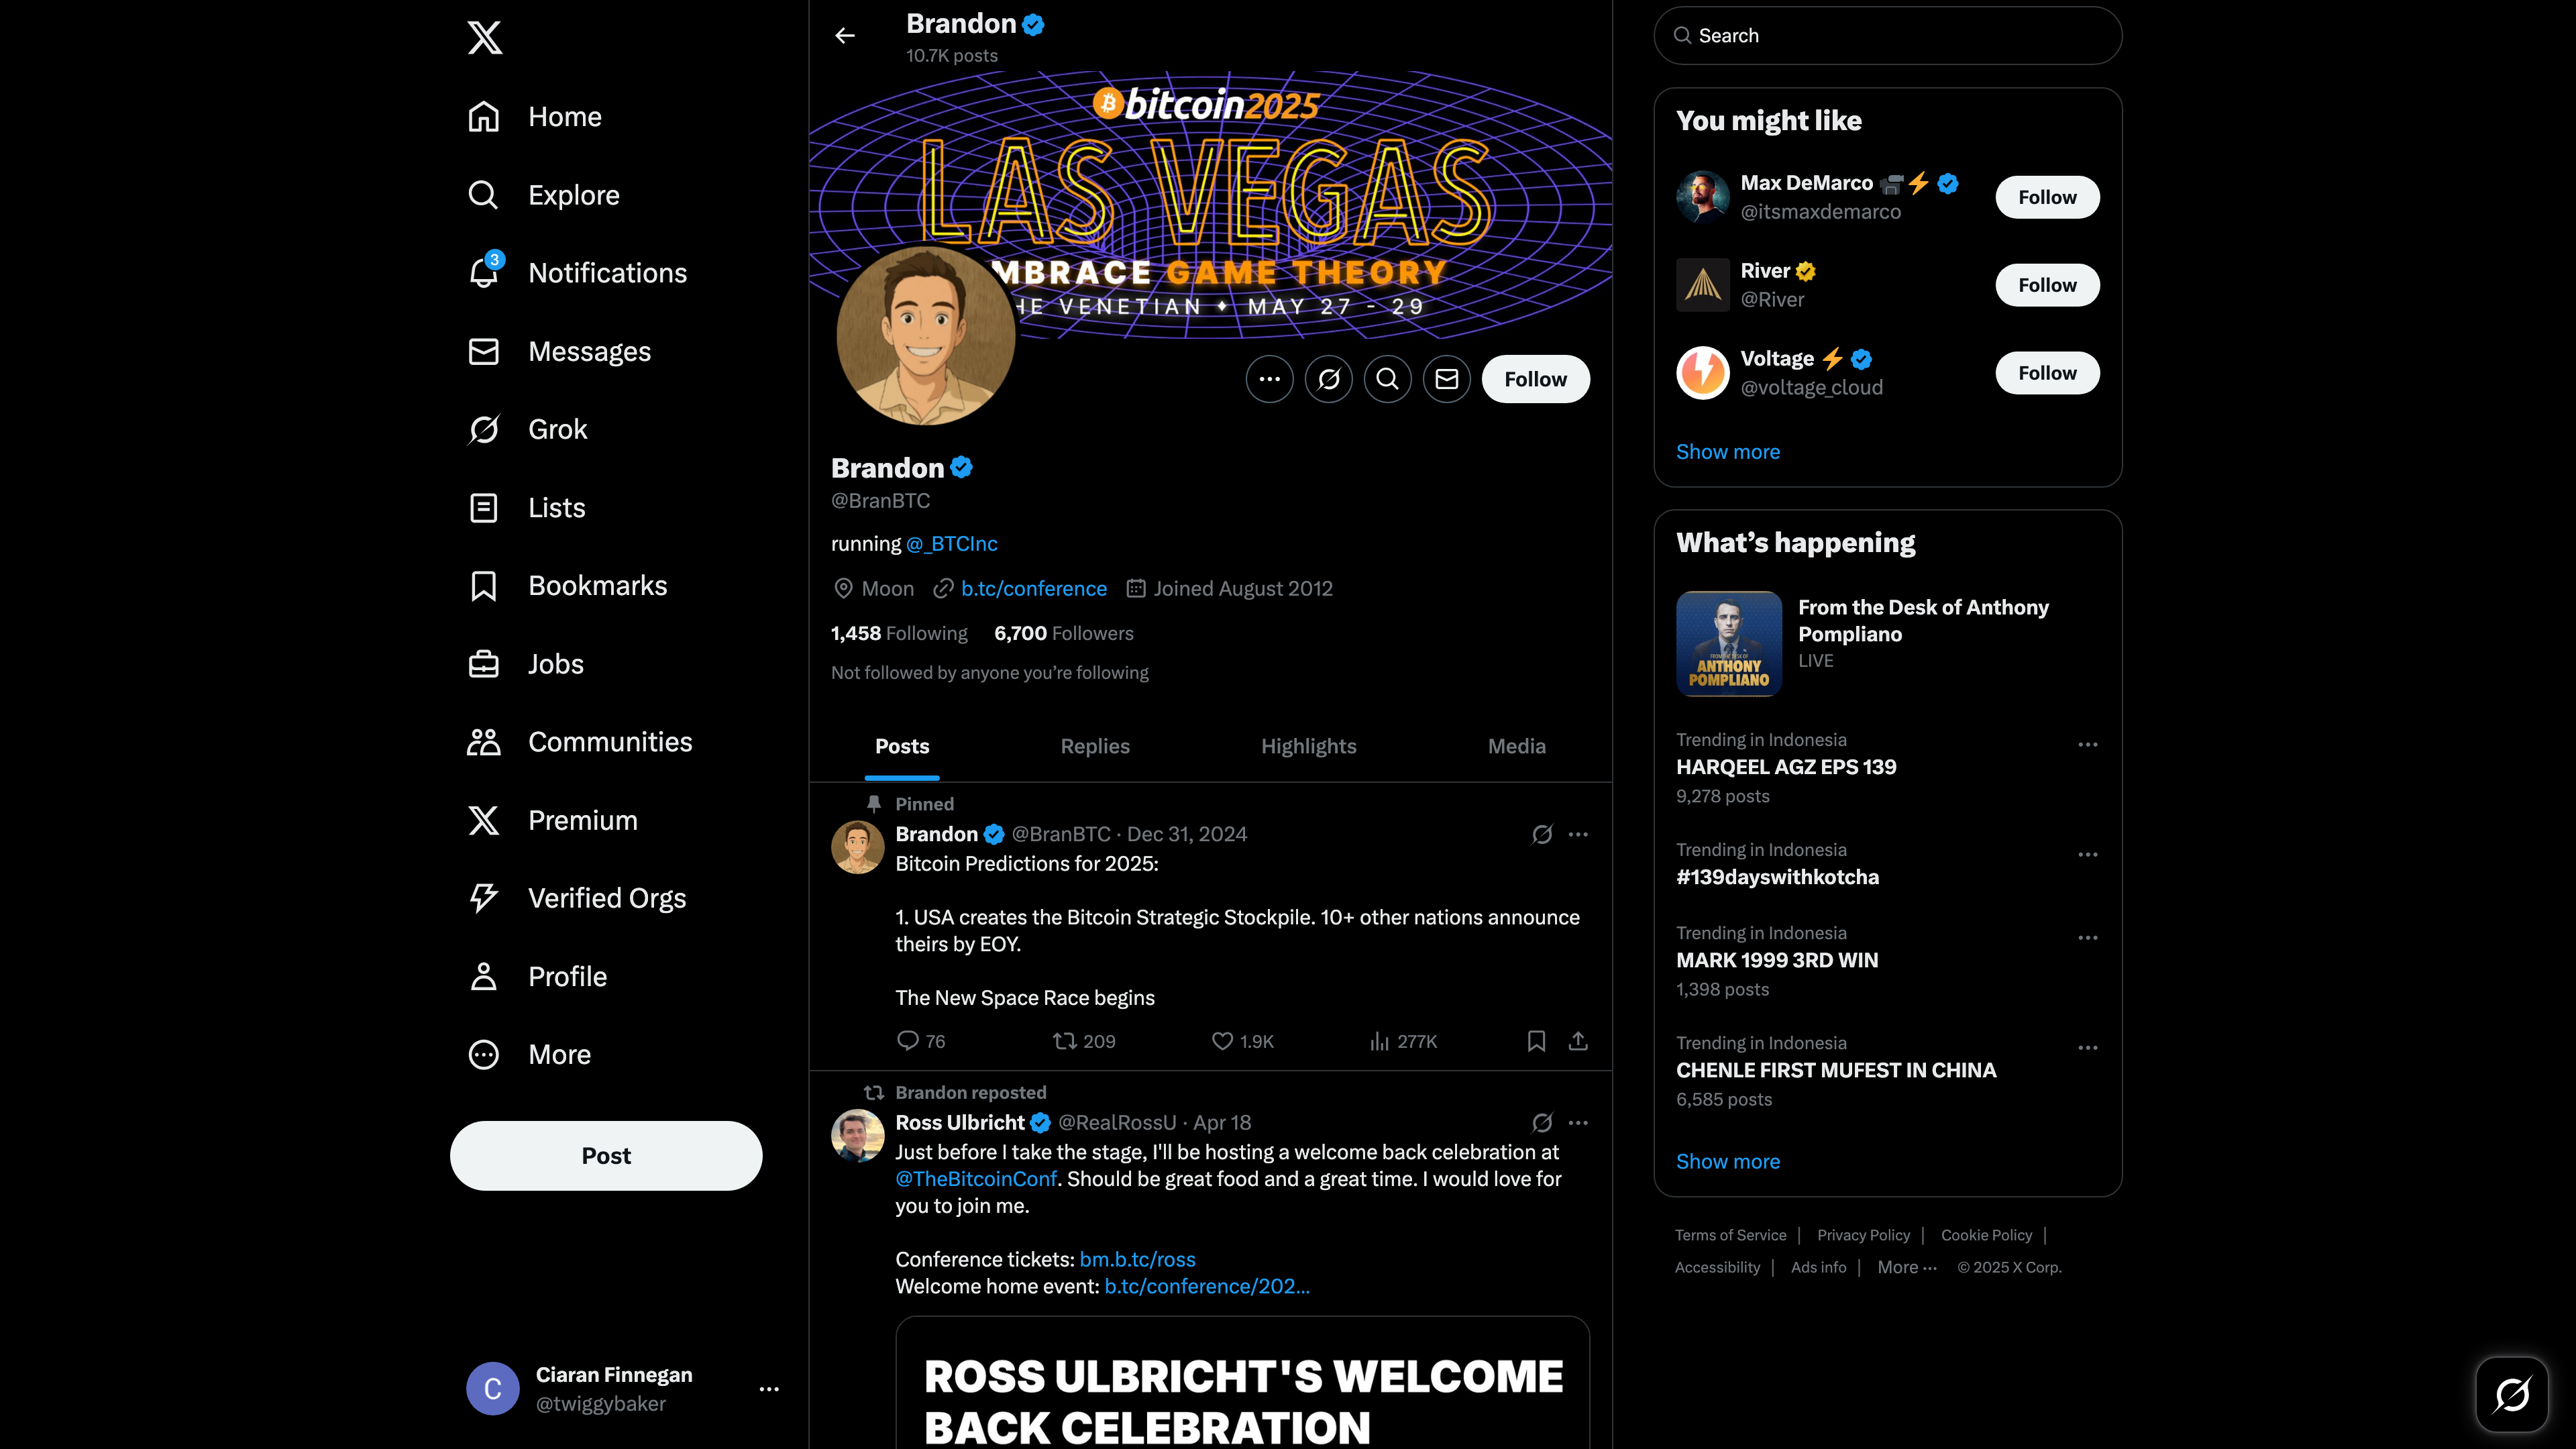 Home
Explore
3
Notifications
Messages
Grok
Lists
Bookmarks
Jobs
Communities
Premium
Verified Orgs
Profile
More
Post
C
Ciaran Finnegan
@twiggybaker
Brandon
10.7K posts
bitcoin2025
LAS VEGAS
MBRACE GAME THEORY
HE VENETIAN ✦ MAY 27 - 29
Follow
Brandon
@BranBTC
running @_BTCInc
Moon b.tc/conference Joined August 2012
1,458 Following 6,700 Followers
Not followed by anyone you’re following
Posts Replies Highlights Media
Pinned
Brandon @BranBTC · Dec 31, 2024
Bitcoin Predictions for 2025:
1. USA creates the Bitcoin Strategic Stockpile. 10+ other nations announce
theirs by EOY.
The New Space Race begins
76 209 1.9K 277K
Brandon reposted
Ross Ulbricht @RealRossU · Apr 18
Just before I take the stage, I'll be hosting a welcome back celebration at
@TheBitcoinConf. Should be great food and a great time. I would love for
you to join me.
Conference tickets: bm.b.tc/ross
Welcome home event: b.tc/conference/202…
ROSS ULBRICHT'S WELCOME
BACK CELEBRATION
Search
You might like
Max DeMarco
@itsmaxdemarco
Follow
River
@River
Follow
Voltage
@voltage_cloud
Follow
Show more
What’s happening
FROM THE DESK OF
ANTHONY
POMPLIANO
From the Desk of Anthony
Pompliano
LIVE
Trending in Indonesia
HARQEEL AGZ EPS 139
9,278 posts
Trending in Indonesia
#139dayswithkotcha
Trending in Indonesia
MARK 1999 3RD WIN
1,398 posts
Trending in Indonesia
CHENLE FIRST MUFEST IN CHINA
6,585 posts
Show more
Terms of Service | Privacy Policy | Cookie Policy |
Accessibility | Ads info | More ··· © 2025 X Corp.